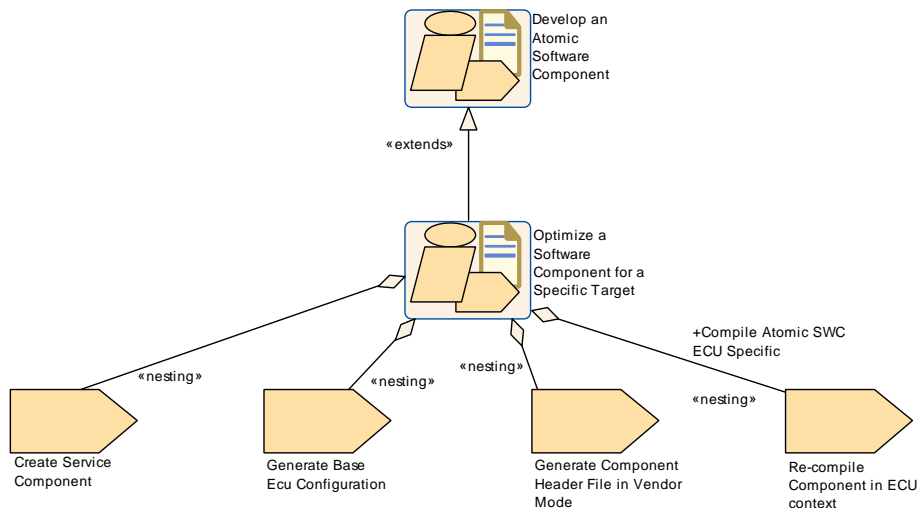 Develop an
Atomic
Software
Component
«extends»
Optimize a
Software
Component for a
Specific Target
+Compile Atomic SWC
ECU Specific
«nesting»
«nesting»
«nesting»
«nesting»
Create Service
Component
Generate Base
Ecu Configuration
Generate Component
Header File in Vendor
Mode
Re-compile
Component in ECU
context